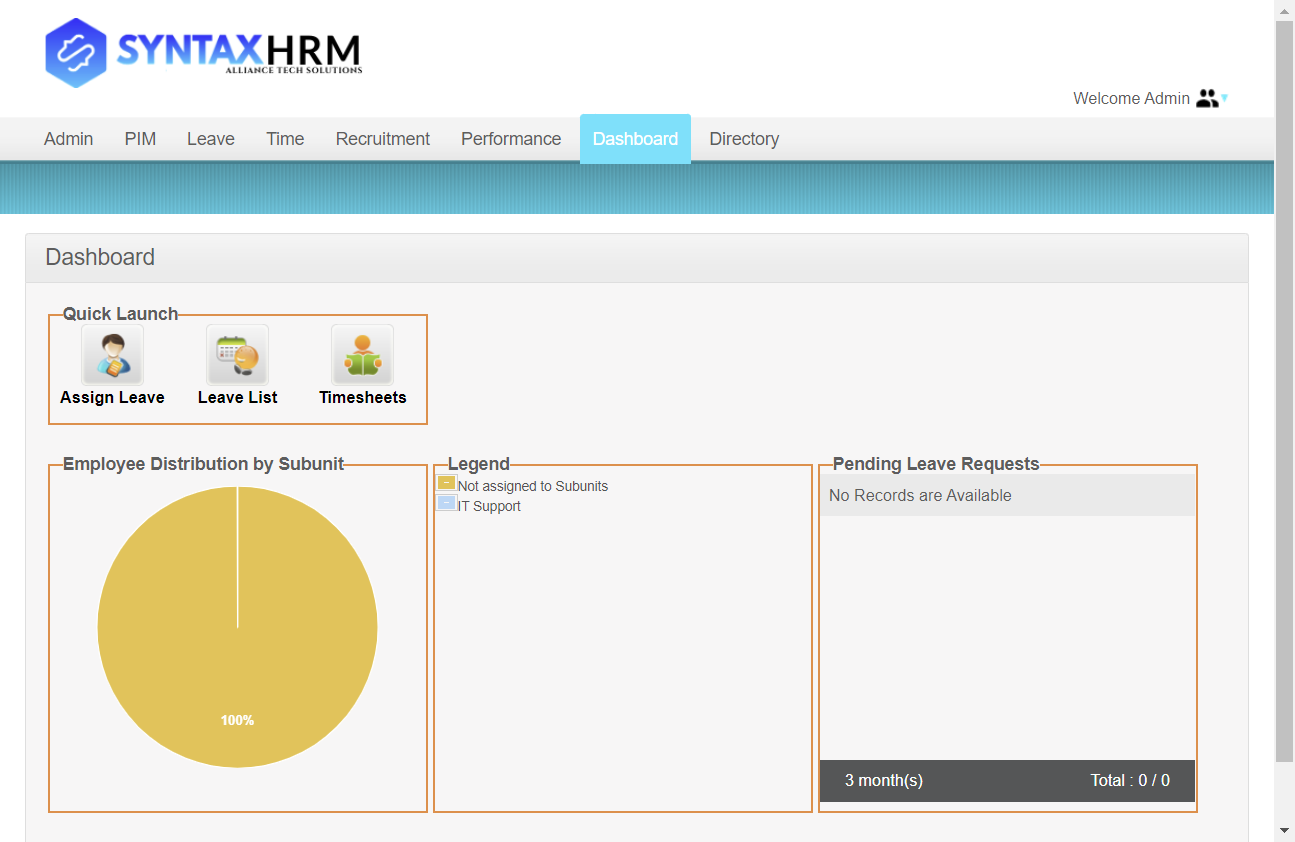 SYNTAXHRM
ALLIANCE TECH SOLUTIONS
Welcome Admin
Admin PIM Leave Time Recruitment Performance Dashboard Directory
Dashboard
Quick Launch
Assign Leave Leave List Timesheets
Employee Distribution by Subunit
100%
Legend
Not assigned to Subunits
IT Support
Pending Leave Requests
No Records are Available
3 month(s) Total : 0 / 0